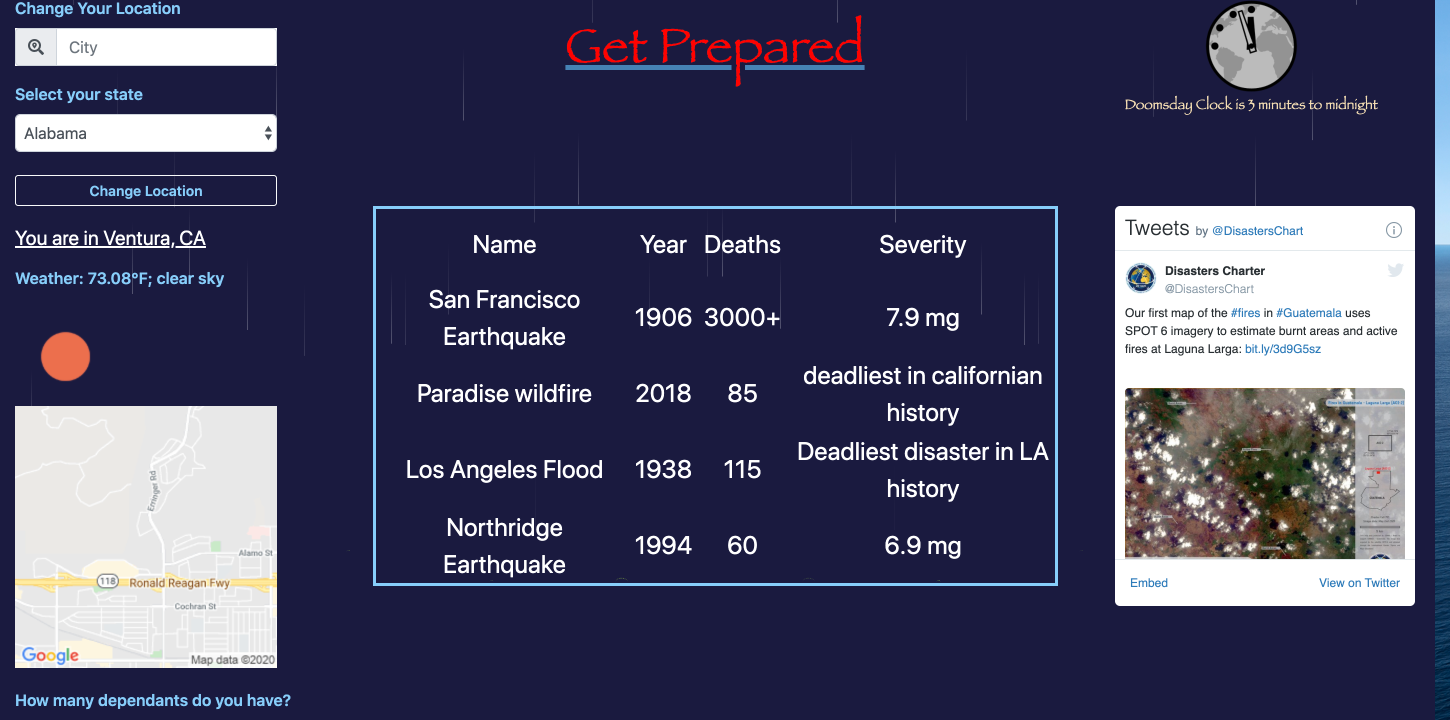 Change Your Location
City
Select your state
Alabama
Change Location
You are in Ventura, CA
Weather: 73.08°F; clear sky
Erringer Rd
Alamo St
118
Ronald Reagan Fwy
Cochran St
Google
Map data ©2020
How many dependants do you have?
Get Prepared
Name Year Deaths Severity
San Francisco
Earthquake
1906 3000+ 7.9 mg
Paradise wildfire 2018 85
deadliest in californian
history
Los Angeles Flood 1938 115
Deadliest disaster in LA
history
Northridge
Earthquake
1994 60 6.9 mg
Doomsday Clock is 3 minutes to midnight
Tweets by @DisastersChart
Disasters Charter
@DisastersChart
Our first map of the #fires in #Guatemala uses
SPOT 6 imagery to estimate burnt areas and active
fires at Laguna Larga: bit.ly/3d9G5sz
Embed
View on Twitter